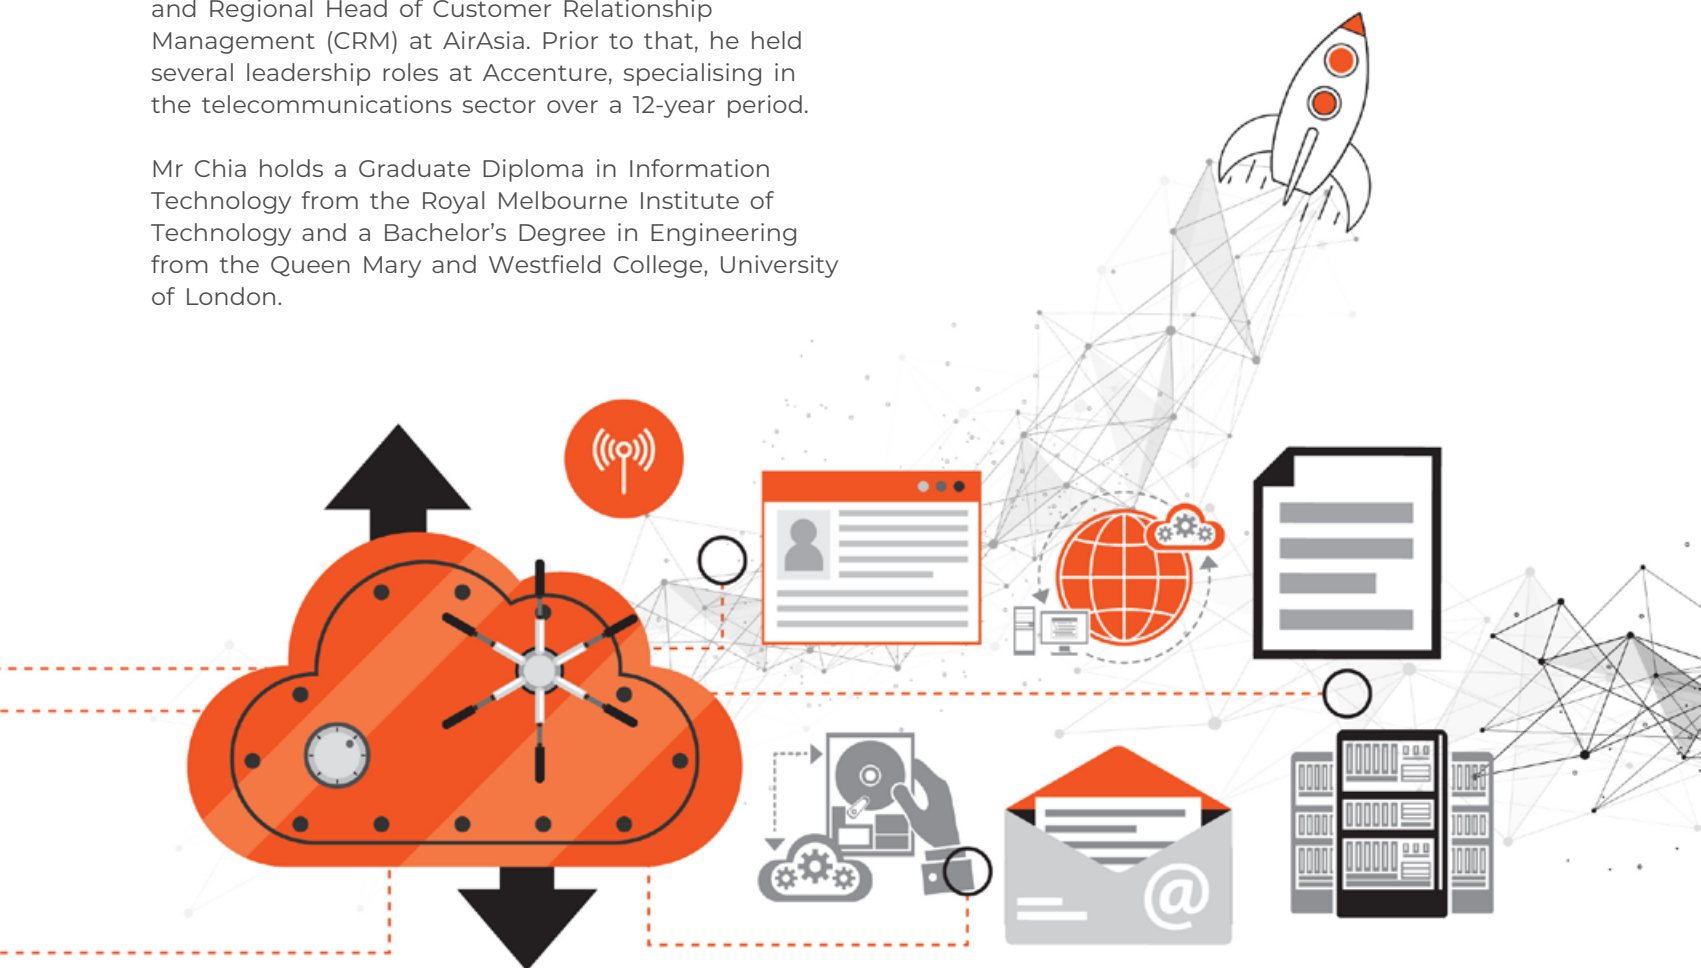 and Regional Head of Customer Relationship
Management (CRM) at AirAsia. Prior to that, he held
several leadership roles at Accenture, specialising in
the telecommunications sector over a 12-year period.
Mr Chia holds a Graduate Diploma in Information
Technology from the Royal Melbourne Institute of
Technology and a Bachelor’s Degree in Engineering
from the Queen Mary and Westfield College, University
of London.
@